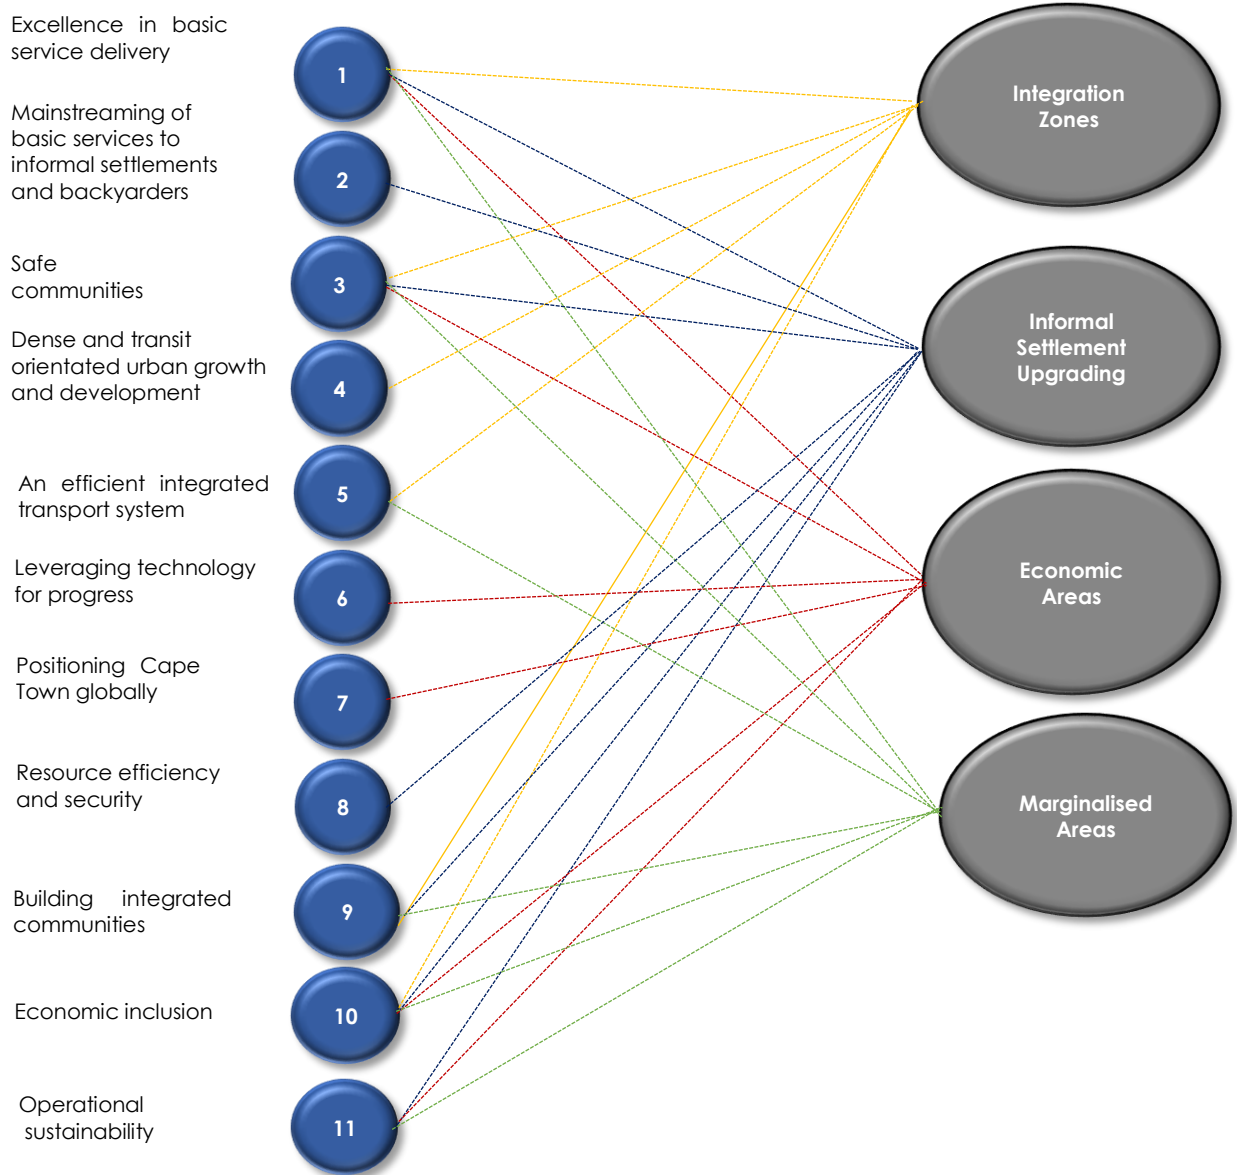 Excellence in basic
service delivery
1
Mainstreaming of
basic services to
informal settlements
and backyarders
2
Safe
communities
3
Dense and transit
orientated urban growth
and development
4
An efficient integrated
transport system
5
Leveraging technology
for progress
6
Positioning Cape
Town globally
7
Resource efficiency
and security
8
Building integrated
communities
9
Economic inclusion
10
Operational
sustainability
11
Integration
Zones
Informal
Settlement
Upgrading
Economic
Areas
Marginalised
Areas